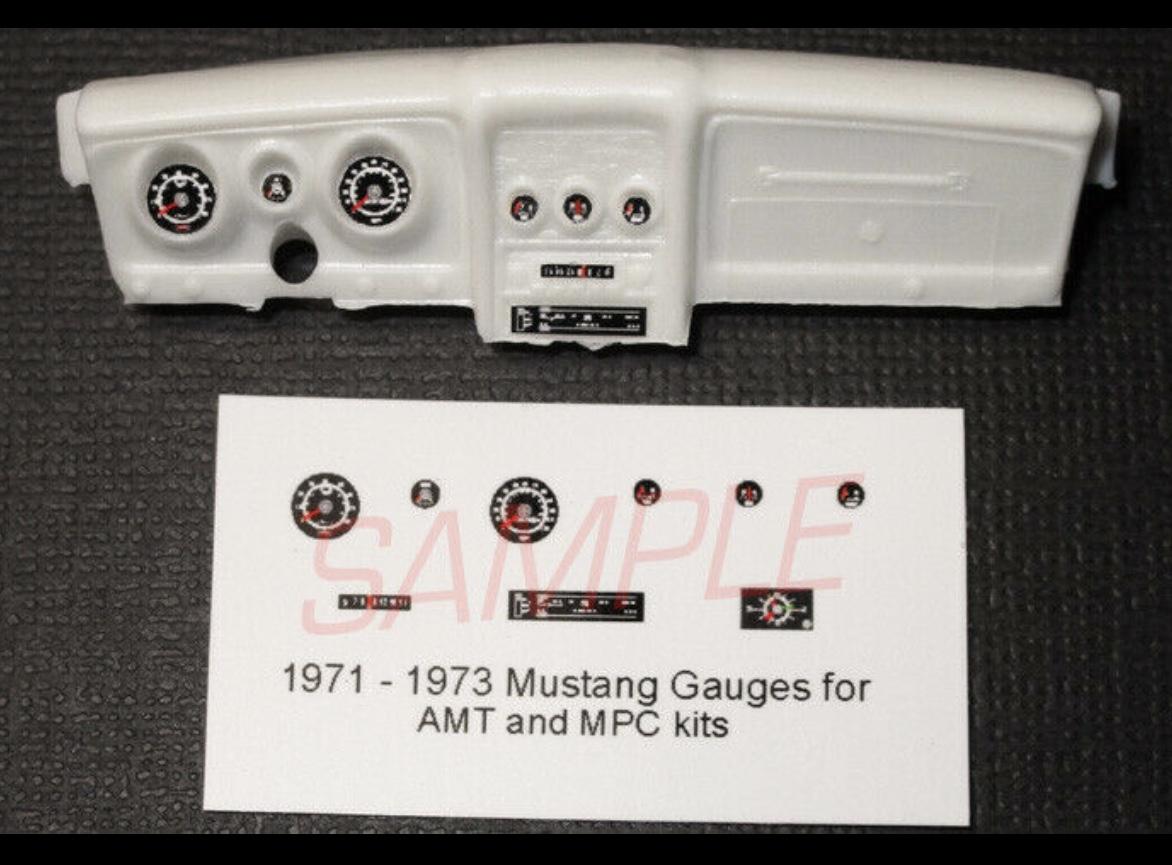 SAMPLE
1971 - 1973 Mustang Gauges for
AMT and MPC kits